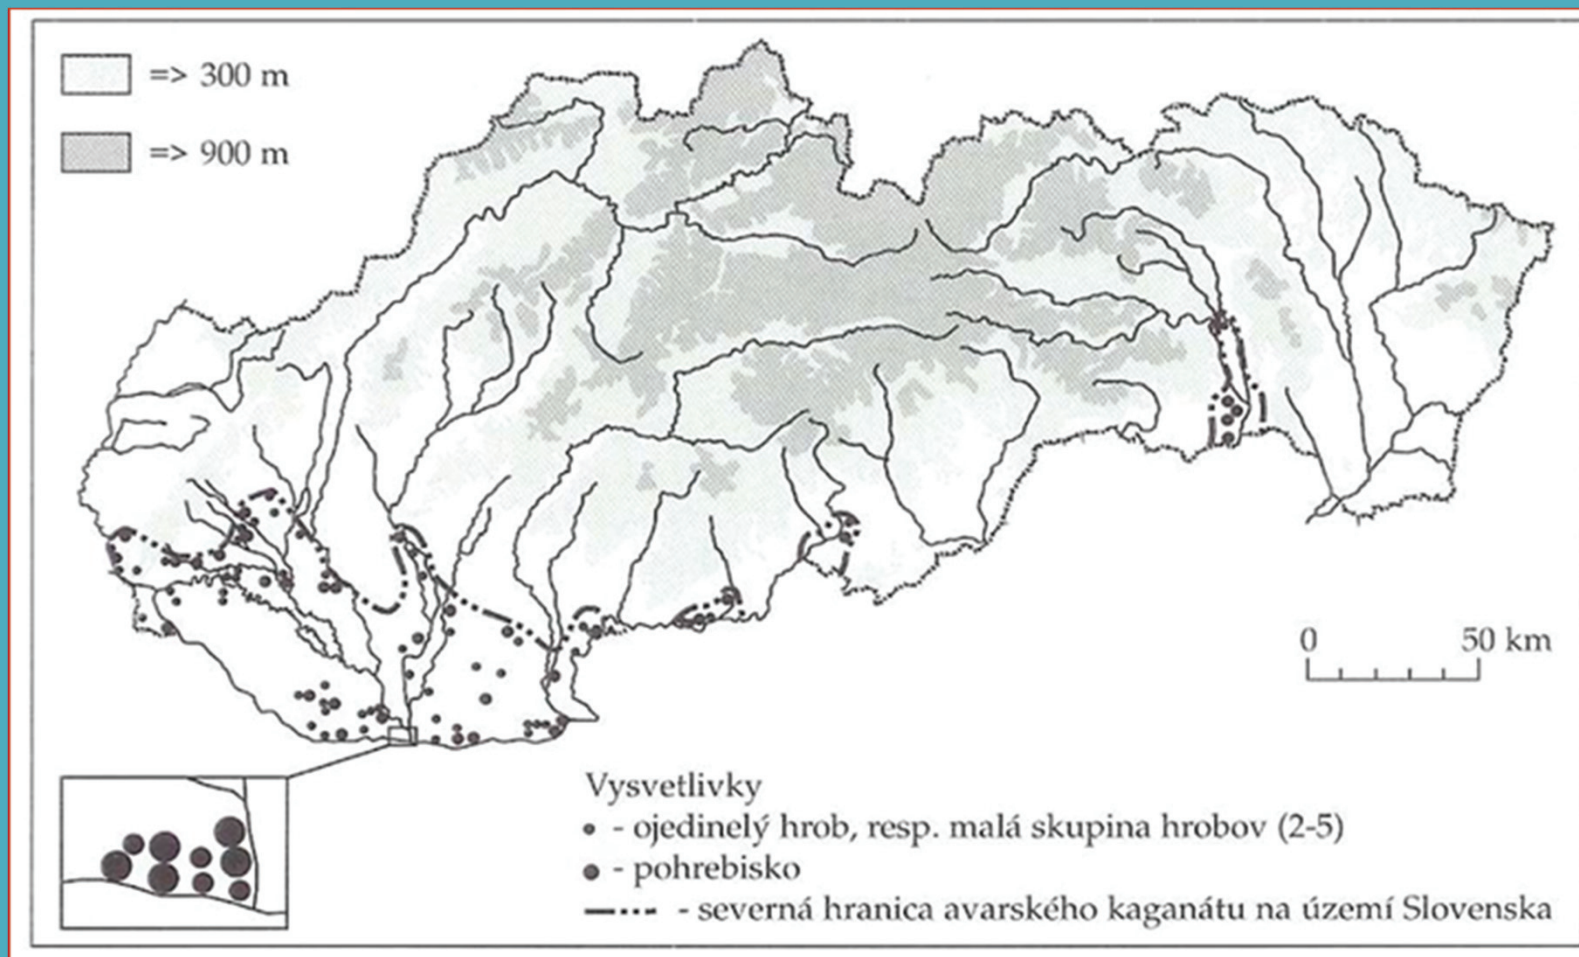 => 300 m
=> 900 m
0 50 km
Vysvetlivky
- ojedinelý hrob, resp. malá skupina hrobov (2-5)
- pohrebisko
- severná hranica avarského kaganátu na území Slovenska